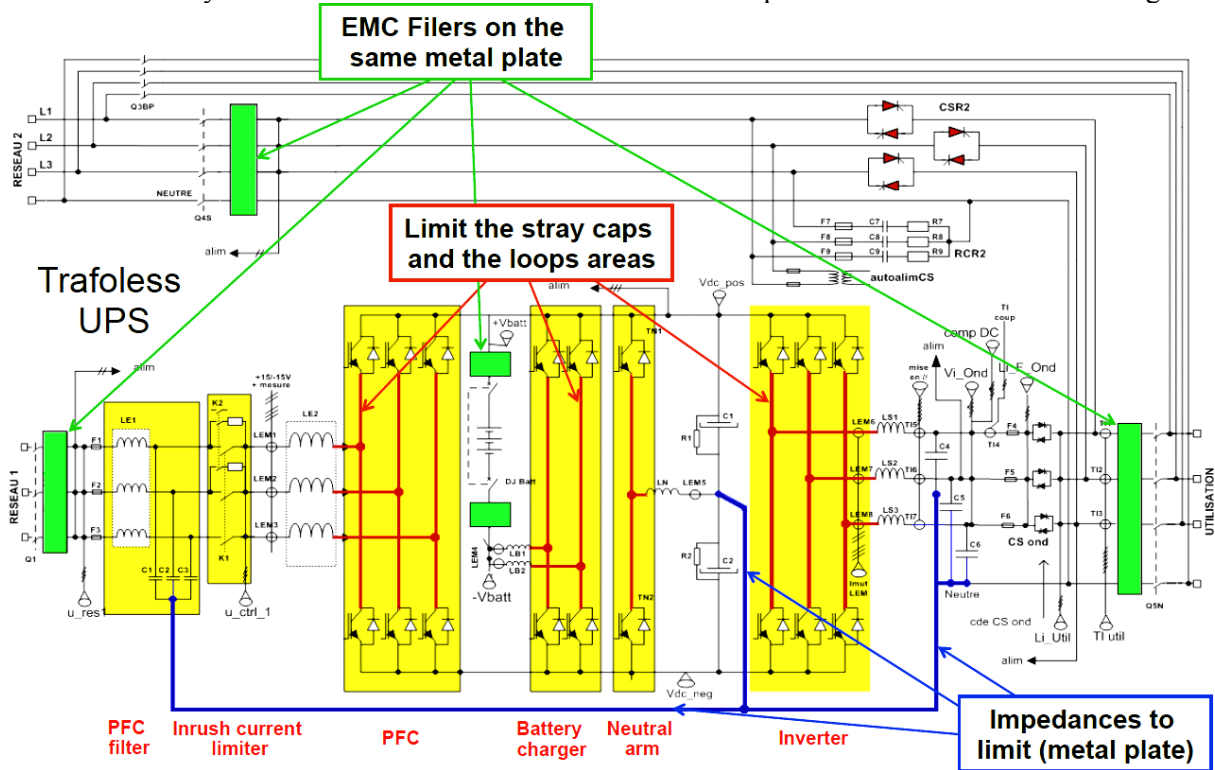 EMC Filers on the
same metal plate
Q3BP
L1
L2
L3
RESEAU 2
NEUTRE
Q4S
alim
CSR2
F7 C7 R7
F8 C8 R8
F9 C9 R9
RCR2
autoalimCS
Limit the stray caps
and the loops areas
Trafoless
UPS
alim
Vdc_pos
+Vbatt
TN1
TI
coup
comp DC
alim
Li_F_Ond
Vi_Ond
mise
en //
alim
+15/-15V
+ mesure
LE1
K2
LE2
LEM1
LEM2
LEM3
F1
F2
F3
RESEAU 1
Q1
C1 C2 C3
K1
u_res1
u_ctrl_1
DJ Batt
LEM4
LB1
LB2
-Vbatt
LN
LEM5
TN2
C1
R1
R2
C2
LEM6
LEM7
LEM8
Imut
LEM
LS1
LS2
LS3
TI5
TI6
TI7
C4
C5
C6
TI4
F4
F5
F6
CS ond
TI2
TI3
Neutre
cde CS ond
Li_Util
TI util
alim
UTILISATION
Q5N
Vdc_neg
PFC
filter
Inrush current
limiter
PFC
Battery
charger
Neutral
arm
Inverter
Impedances to
limit (metal plate)